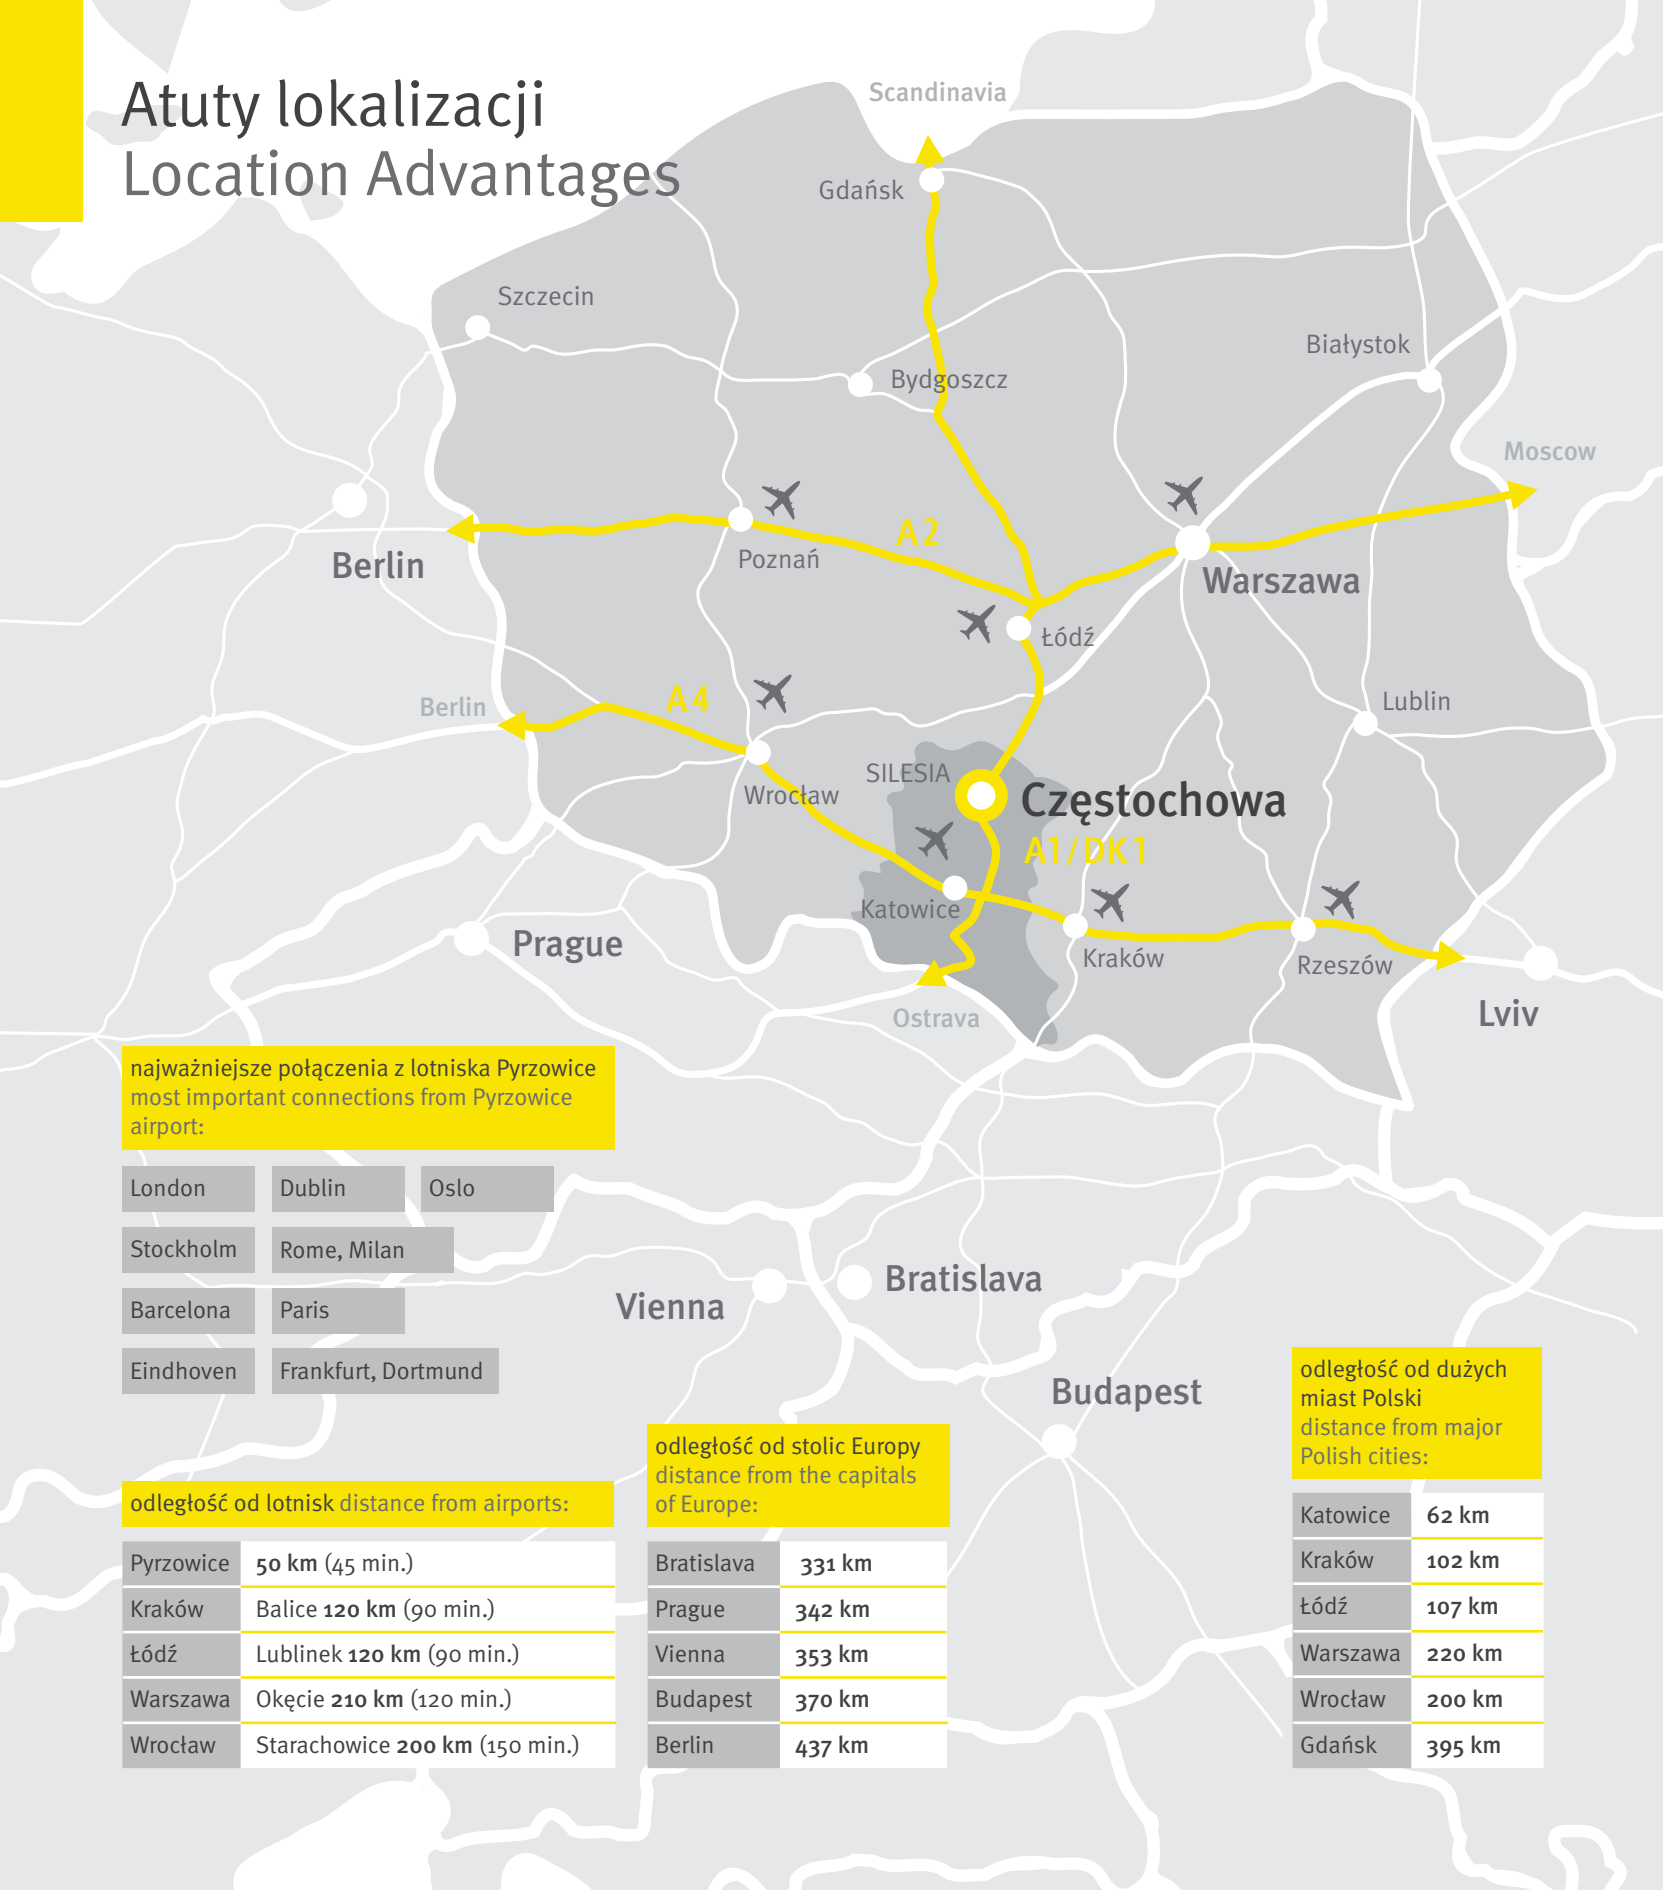 Atuty lokalizacji
Location Advantages
Scandinavia
Gdańsk
Szczecin
Białystok
Bydgoszcz
Moscow
A2
Poznań
Berlin
Warszawa
Łódź
Berlin
A4
Lublin
SILESIA
Wrocław
Częstochowa
A1/DK1
Katowice
Prague
Kraków
Rzeszów
Ostrava
Lviv
najważniejsze połączenia z lotniska Pyrzowice
most important connections from Pyrzowice
airport:
London Dublin Oslo
Stockholm Rome, Milan
Barcelona Paris
Eindhoven Frankfurt, Dortmund
Bratislava
Vienna
Budapest
odległość od lotnisk distance from airports:
Pyrzowice 50 km (45 min.)
Kraków Balice 120 km (90 min.)
Łódź Lublinek 120 km (90 min.)
Warszawa Okęcie 210 km (120 min.)
Wrocław Starachowice 200 km (150 min.)
odległość od stolic Europy
distance from the capitals
of Europe:
Bratislava 331 km
Prague 342 km
Vienna 353 km
Budapest 370 km
Berlin 437 km
odległość od dużych
miast Polski
distance from major
Polish cities:
Katowice 62 km
Kraków 102 km
Łódź 107 km
Warszawa 220 km
Wrocław 200 km
Gdańsk 395 km